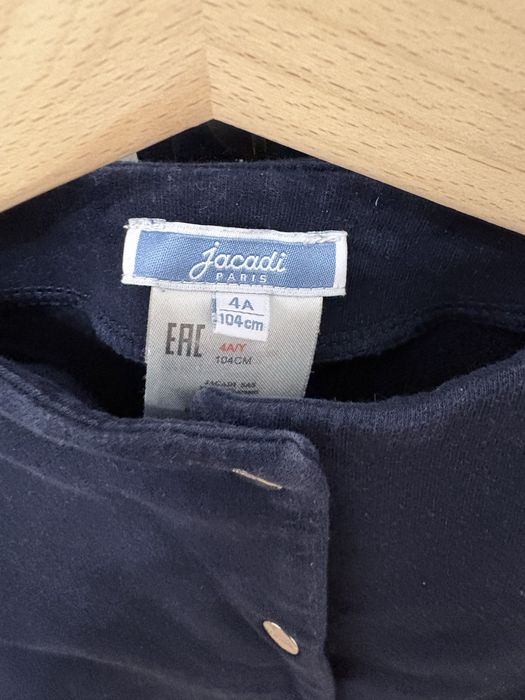 jacadi
PARIS
4A
104cm
EAC
4A/Y
104CM
JACADI SAS